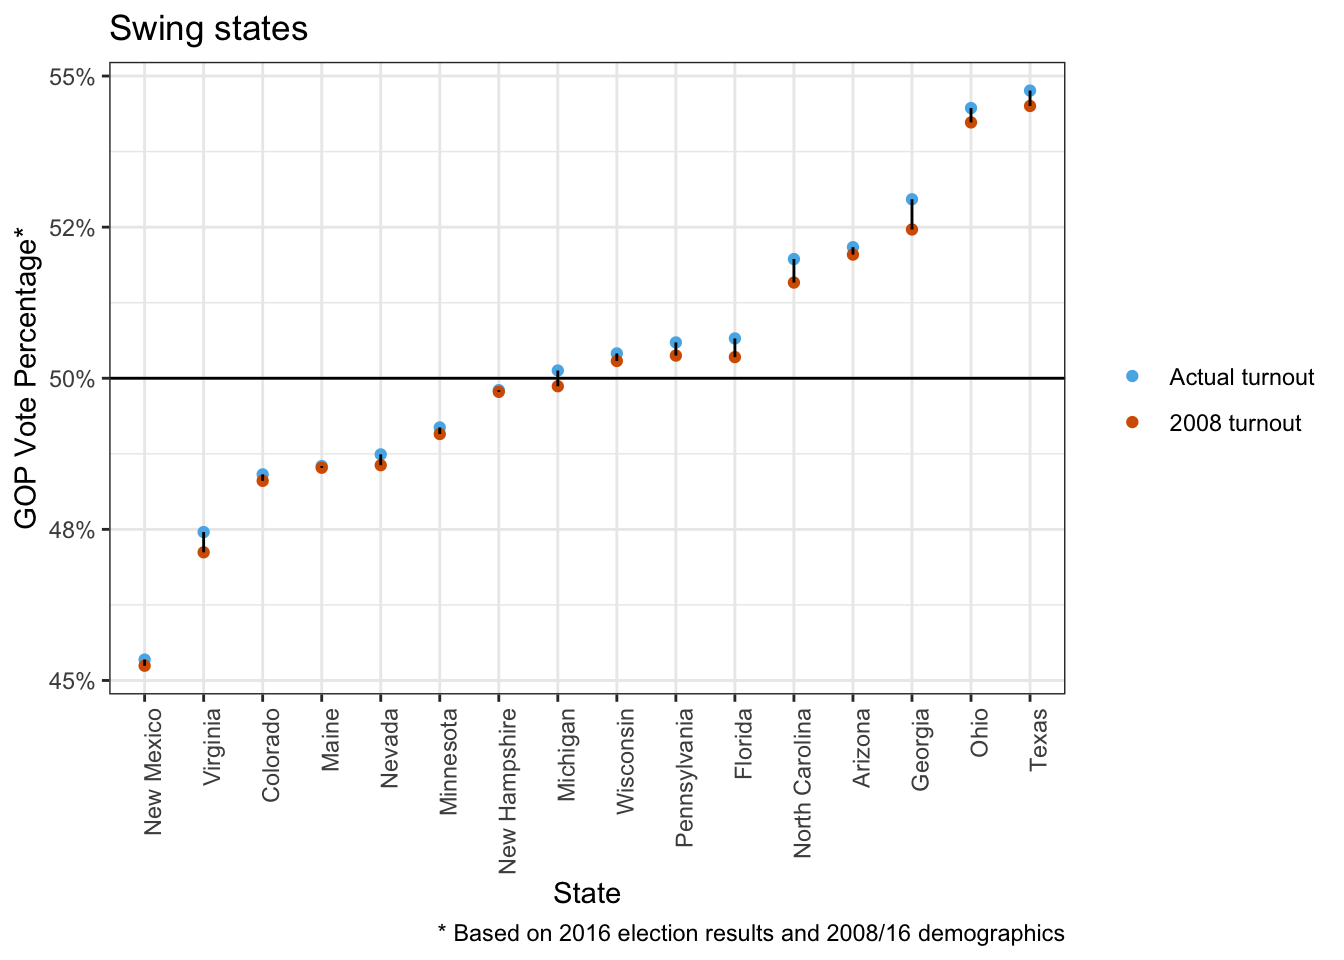 Swing states
55%
52%
50%
48%
45%
GOP Vote Percentage*
New Mexico
Virginia
Colorado
Maine
Nevada
Minnesota
New Hampshire
Michigan
Wisconsin
Pennsylvania
Florida
North Carolina
Arizona
Georgia
Ohio
Texas
State
Actual turnout
2008 turnout
* Based on 2016 election results and 2008/16 demographics